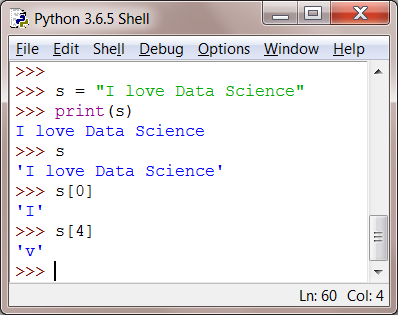 Python 3.6.5 Shell
File Edit Shell Debug Options Window Help
>>>
>>> s = "I love Data Science"
>>> print(s)
I love Data Science
>>> s
'I love Data Science'
>>> s[0]
'I'
>>> s[4]
'v'
>>>
Ln: 60 Col: 4